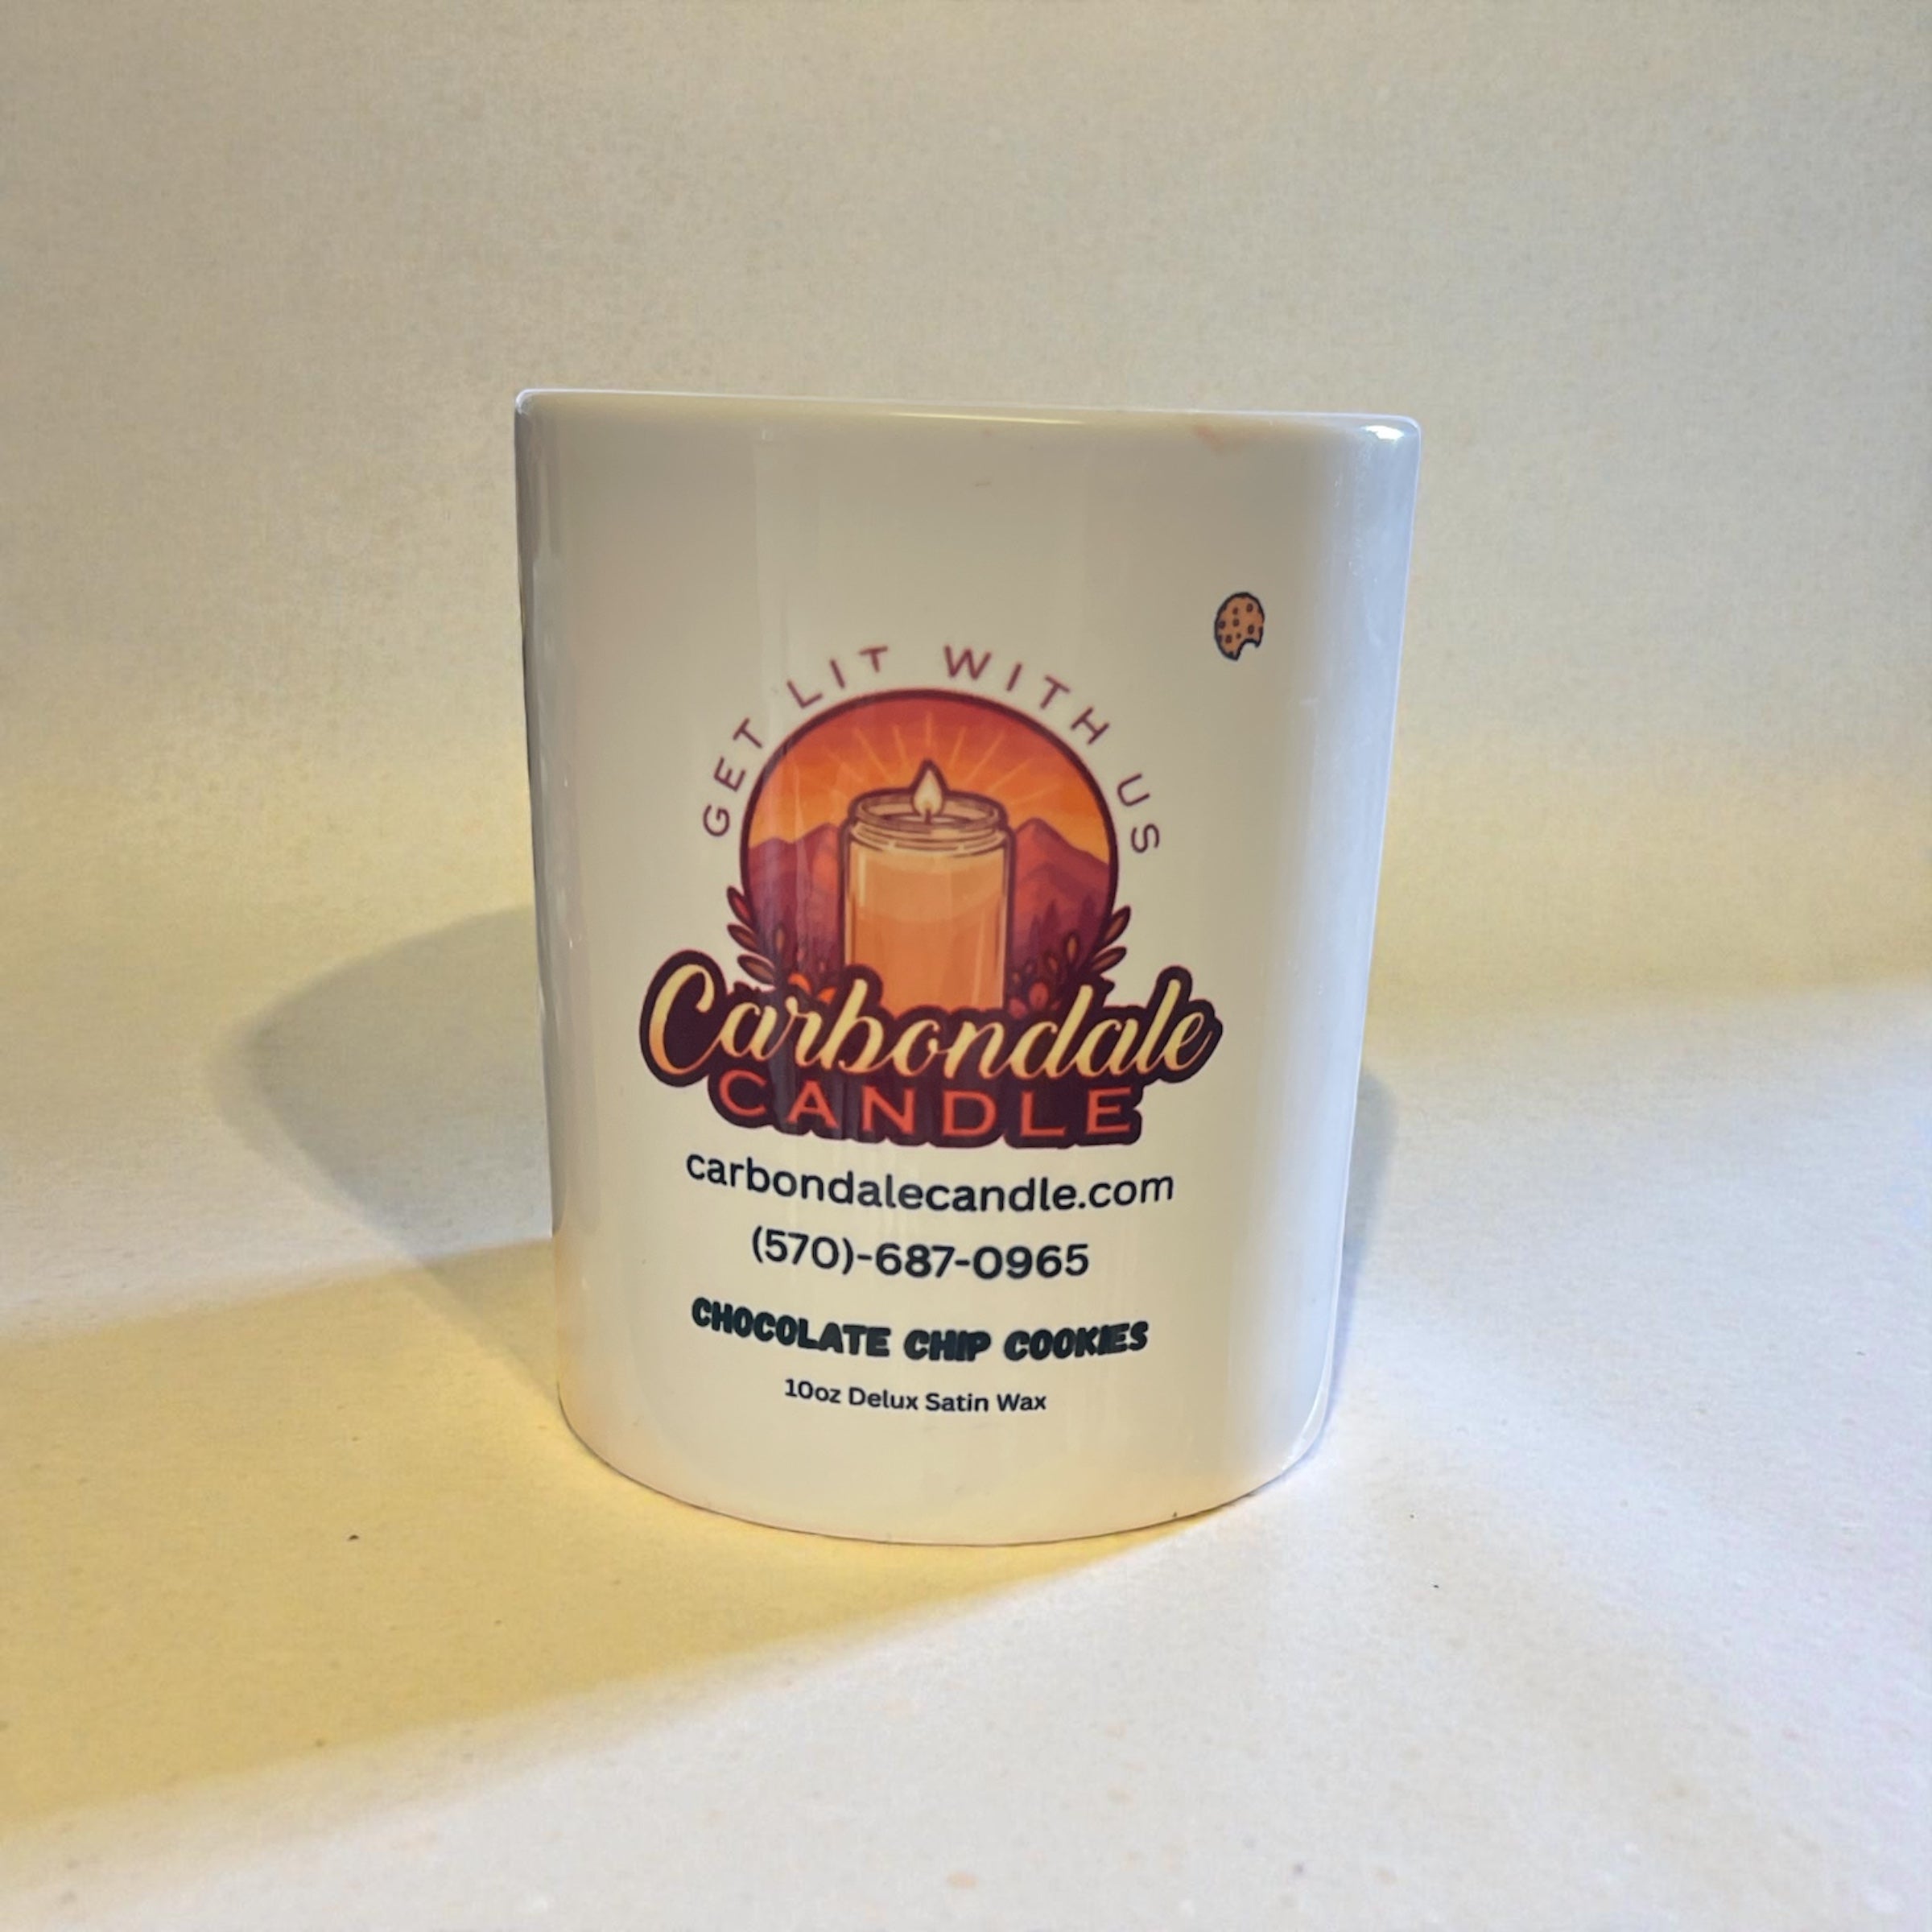 GET LIT WITH US
Carbondale
CANDLE
carbondalecandle.com
(570)-687-0965
CHOCOLATE CHIP COOKIES
10oz Delux Satin Wax